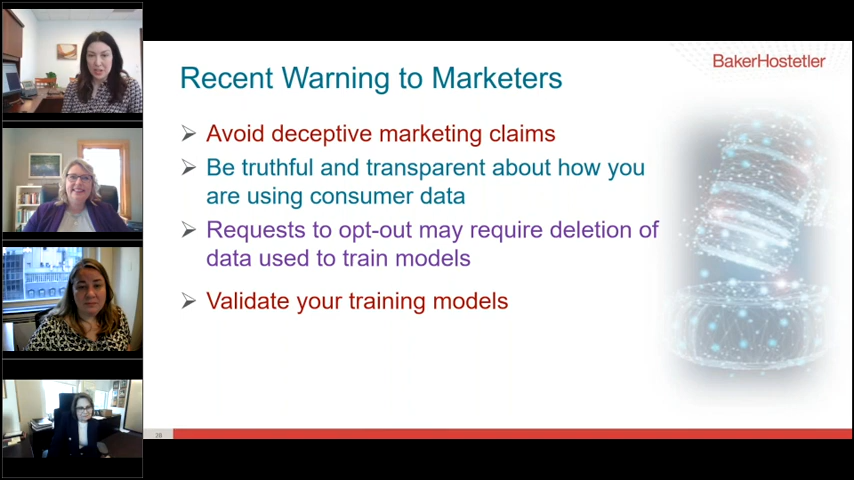 BakerHostetler
Recent Warning to Marketers
Avoid deceptive marketing claims
Be truthful and transparent about how you
are using consumer data
Requests to opt-out may require deletion of
data used to train models
Validate your training models
28